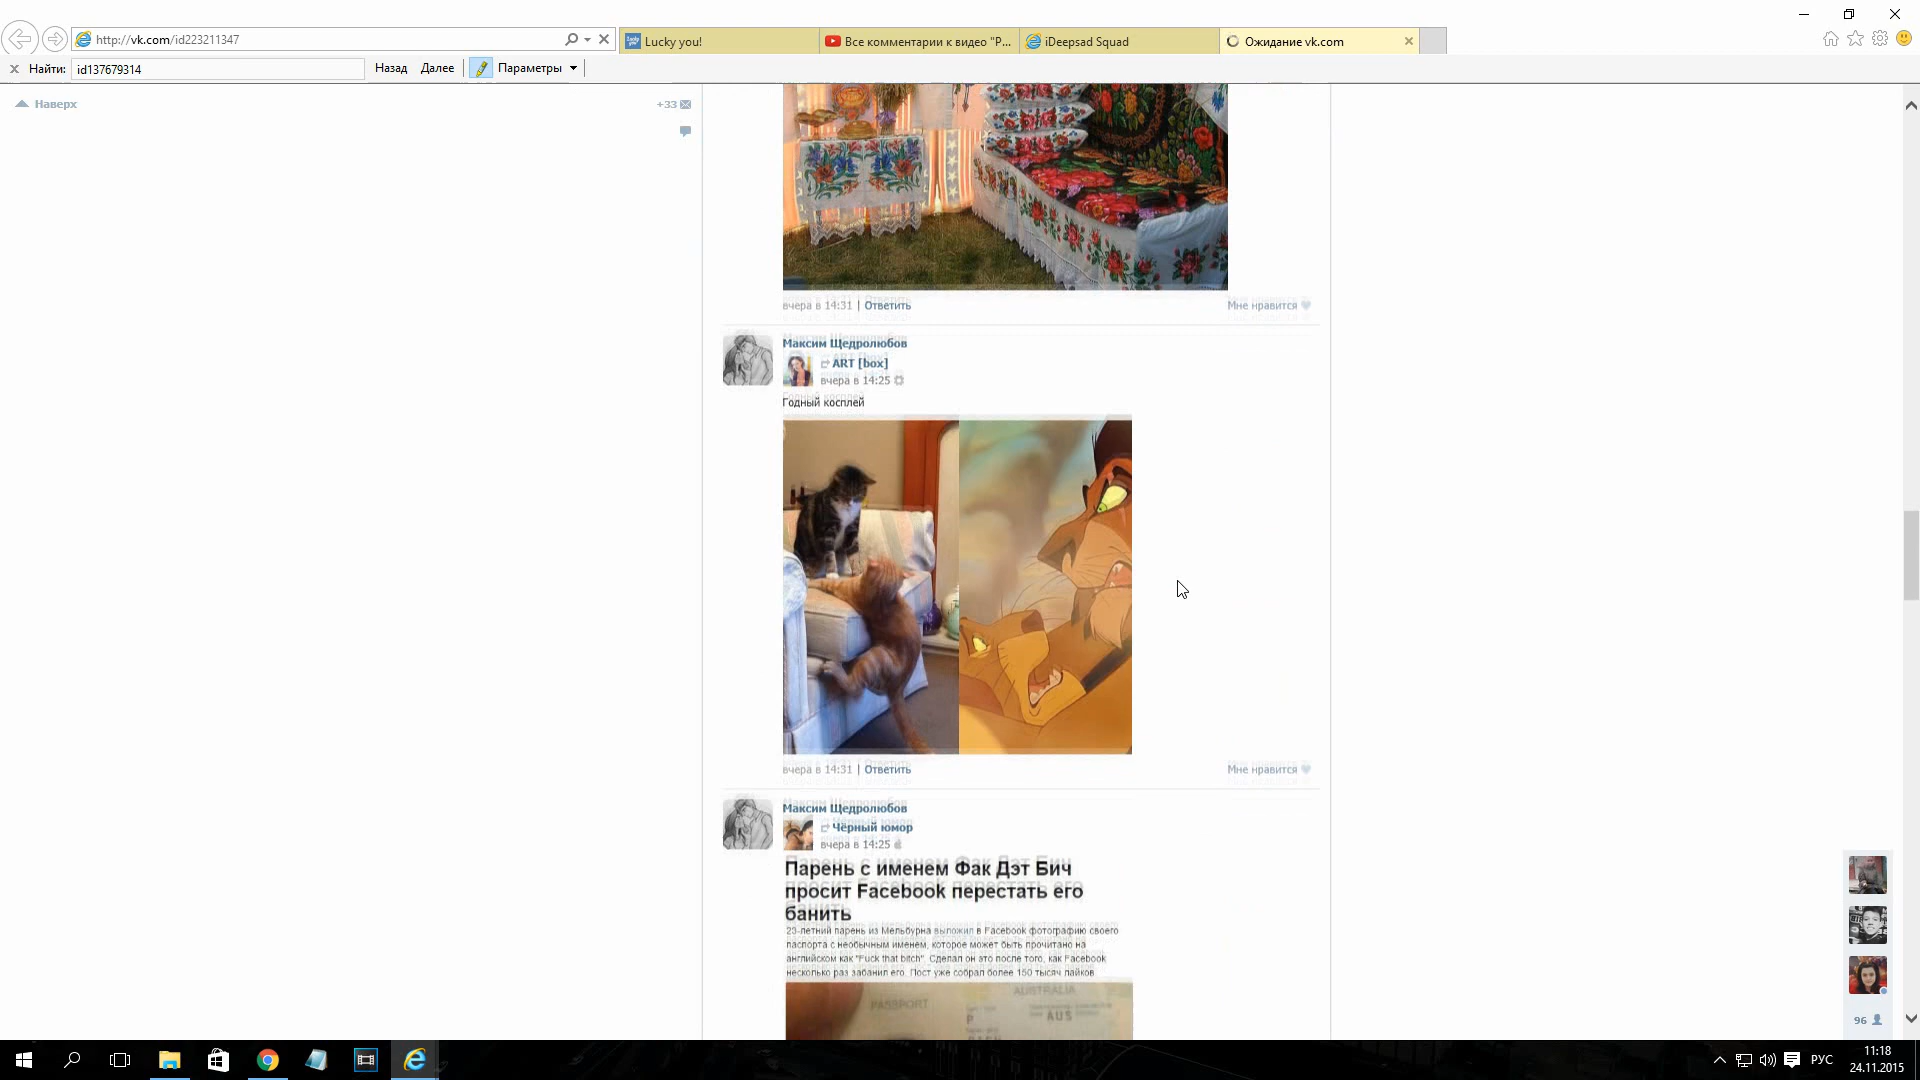 http://vk.com/id223211347
Lucky you!
Все комментарии к видео "Р...
iDeepsad Squad
Ожидание vk.com
Найти:
id137679314
Назад
Далее
Параметры
Наверх
+33
вчера в 14:31 | Ответить
Мне нравится
Максим Щедролюбов
ART [box]
вчера в 14:25
Годный косплей
вчера в 14:31 | Ответить
Мне нравится
Максим Щедролюбов
Чёрный юмор
вчера в 14:25
Парень с именем Фак Дэт Бич
просит Facebook перестать его
банить
23-летний парень из Мельбурна выложил в Facebook фотографию своего
паспорта с необычным именем, которое может быть прочитано на
английском как "Fuck that bitch". Сделал он это после того, как Facebook
несколько раз забанил его. Пост уже собрал более 150 тысяч лайков
PASSPORT
AUSTRALIA
P
AUS
96
РУС
11:18
24.11.2015